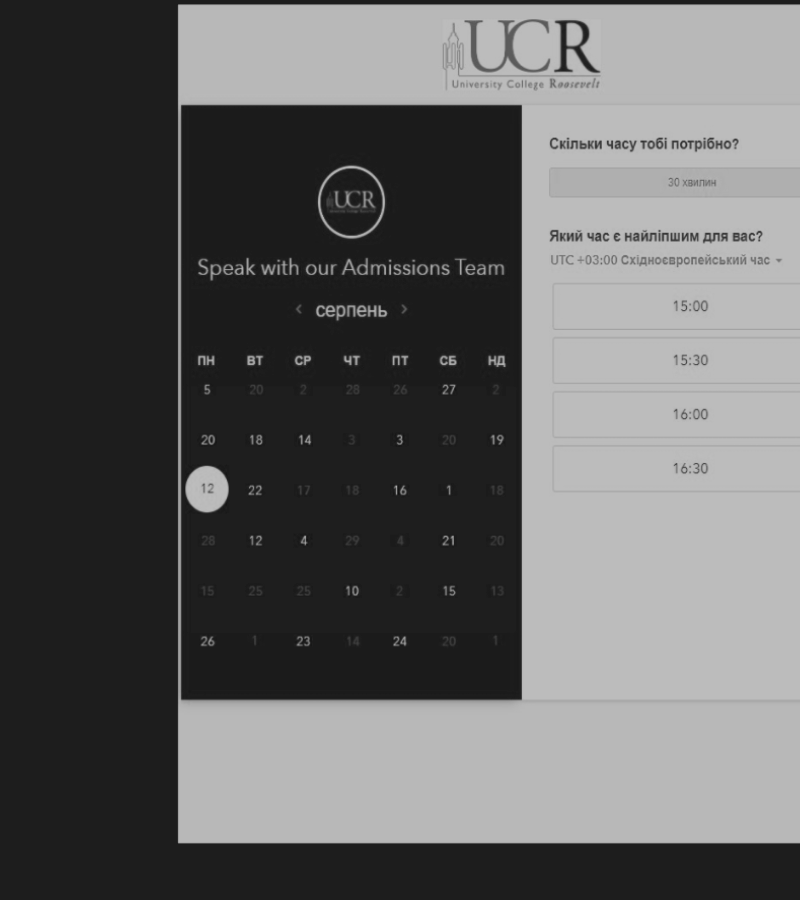 UCR
University College Roosevelt
UCR
Speak with our Admissions Team
< серпень >
ПН ВТ СР ЧТ ПТ СБ НД
5 20 2 28 26 27 2
20 18 14 3 3 20 19
12 22 17 18 16 1 18
28 12 4 29 4 21 20
15 25 25 10 2 15 13
26 1 23 14 24 20 1
Скільки часу тобі потрібно?
30 хвилин
Який час є найліпшим для вас?
UTC +03:00 Східноєвропейський час
15:00
15:30
16:00
16:30